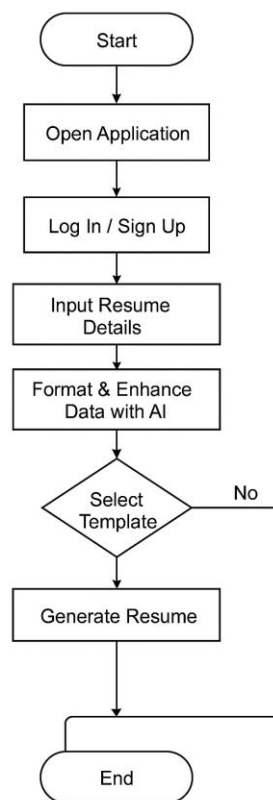 Start
Open Application
Log In / Sign Up
Input Resume
Details
Format & Enhance
Data with AI
Select
Template
No
Generate Resume
End